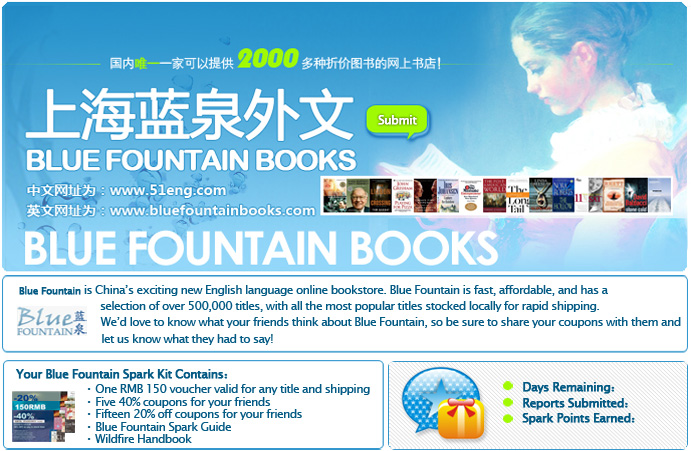 国内唯一一家可以提供 2000 多种折价图书的网上书店!
上海蓝泉外文
Submit
BLUE FOUNTAIN BOOKS
中文网址为：www.51eng.com
英文网址为：www.bluefountainbooks.com
The Long Tail
BLUE FOUNTAIN BOOKS
Blue Fountain is China's exciting new English language online bookstore. Blue Fountain is fast, affordable, and has a
selection of over 500,000 titles, with all the most popular titles stocked locally for rapid shipping.
We'd love to know what your friends think about Blue Fountain, so be sure to share your coupons with them and
let us know what they had to say!
Blue 蓝泉
FOUNTAIN
Your Blue Fountain Spark Kit Contains:
· One RMB 150 voucher valid for any title and shipping
· Five 40% coupons for your friends
· Fifteen 20% off coupons for your friends
· Blue Fountain Spark Guide
· Wildfire Handbook
-20%
150RMB
-40%
Days Remaining:
Reports Submitted:
Spark Points Earned: